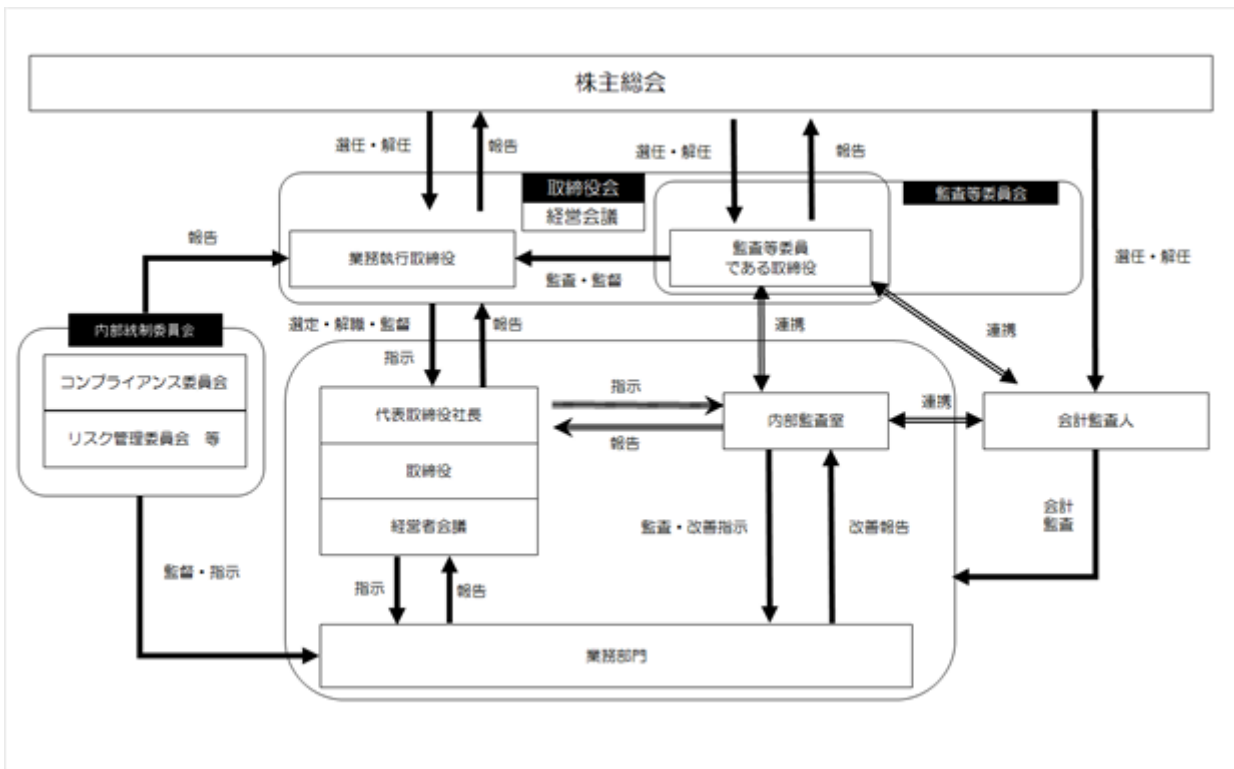 株主総会
選任・解任
報告
選任・解任
報告
取締役会
経営会議
監査等委員会
報告
業務執行取締役
監査等委員
である取締役
選任・解任
監査・監督
内部統制委員会
選定・解職・監督
報告
連携
連携
指示
コンプライアンス委員会
リスク管理委員会 等
代表取締役社長
取締役
経営者会議
指示
報告
内部監査室
連携
会計監査人
監査・改善指示
改善報告
会計
監査
監督・指示
指示
報告
業務部門